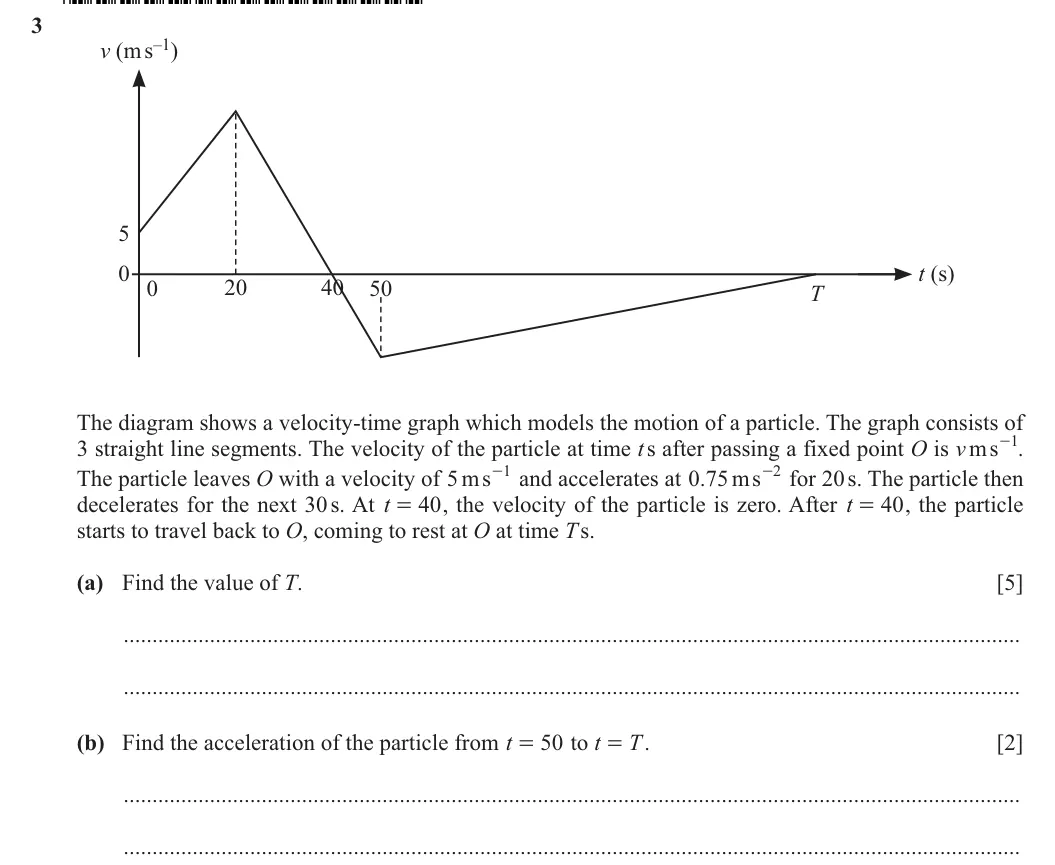 3
v (m s⁻¹)
5
0
0 20 40 50 T t (s)
The diagram shows a velocity-time graph which models the motion of a particle. The graph consists of
3 straight line segments. The velocity of the particle at time t s after passing a fixed point O is v m s⁻¹.
The particle leaves O with a velocity of 5 m s⁻¹ and accelerates at 0.75 m s⁻² for 20 s. The particle then
decelerates for the next 30 s. At t = 40, the velocity of the particle is zero. After t = 40, the particle
starts to travel back to O, coming to rest at O at time T s.
(a) Find the value of T. [5]
(b) Find the acceleration of the particle from t = 50 to t = T. [2]